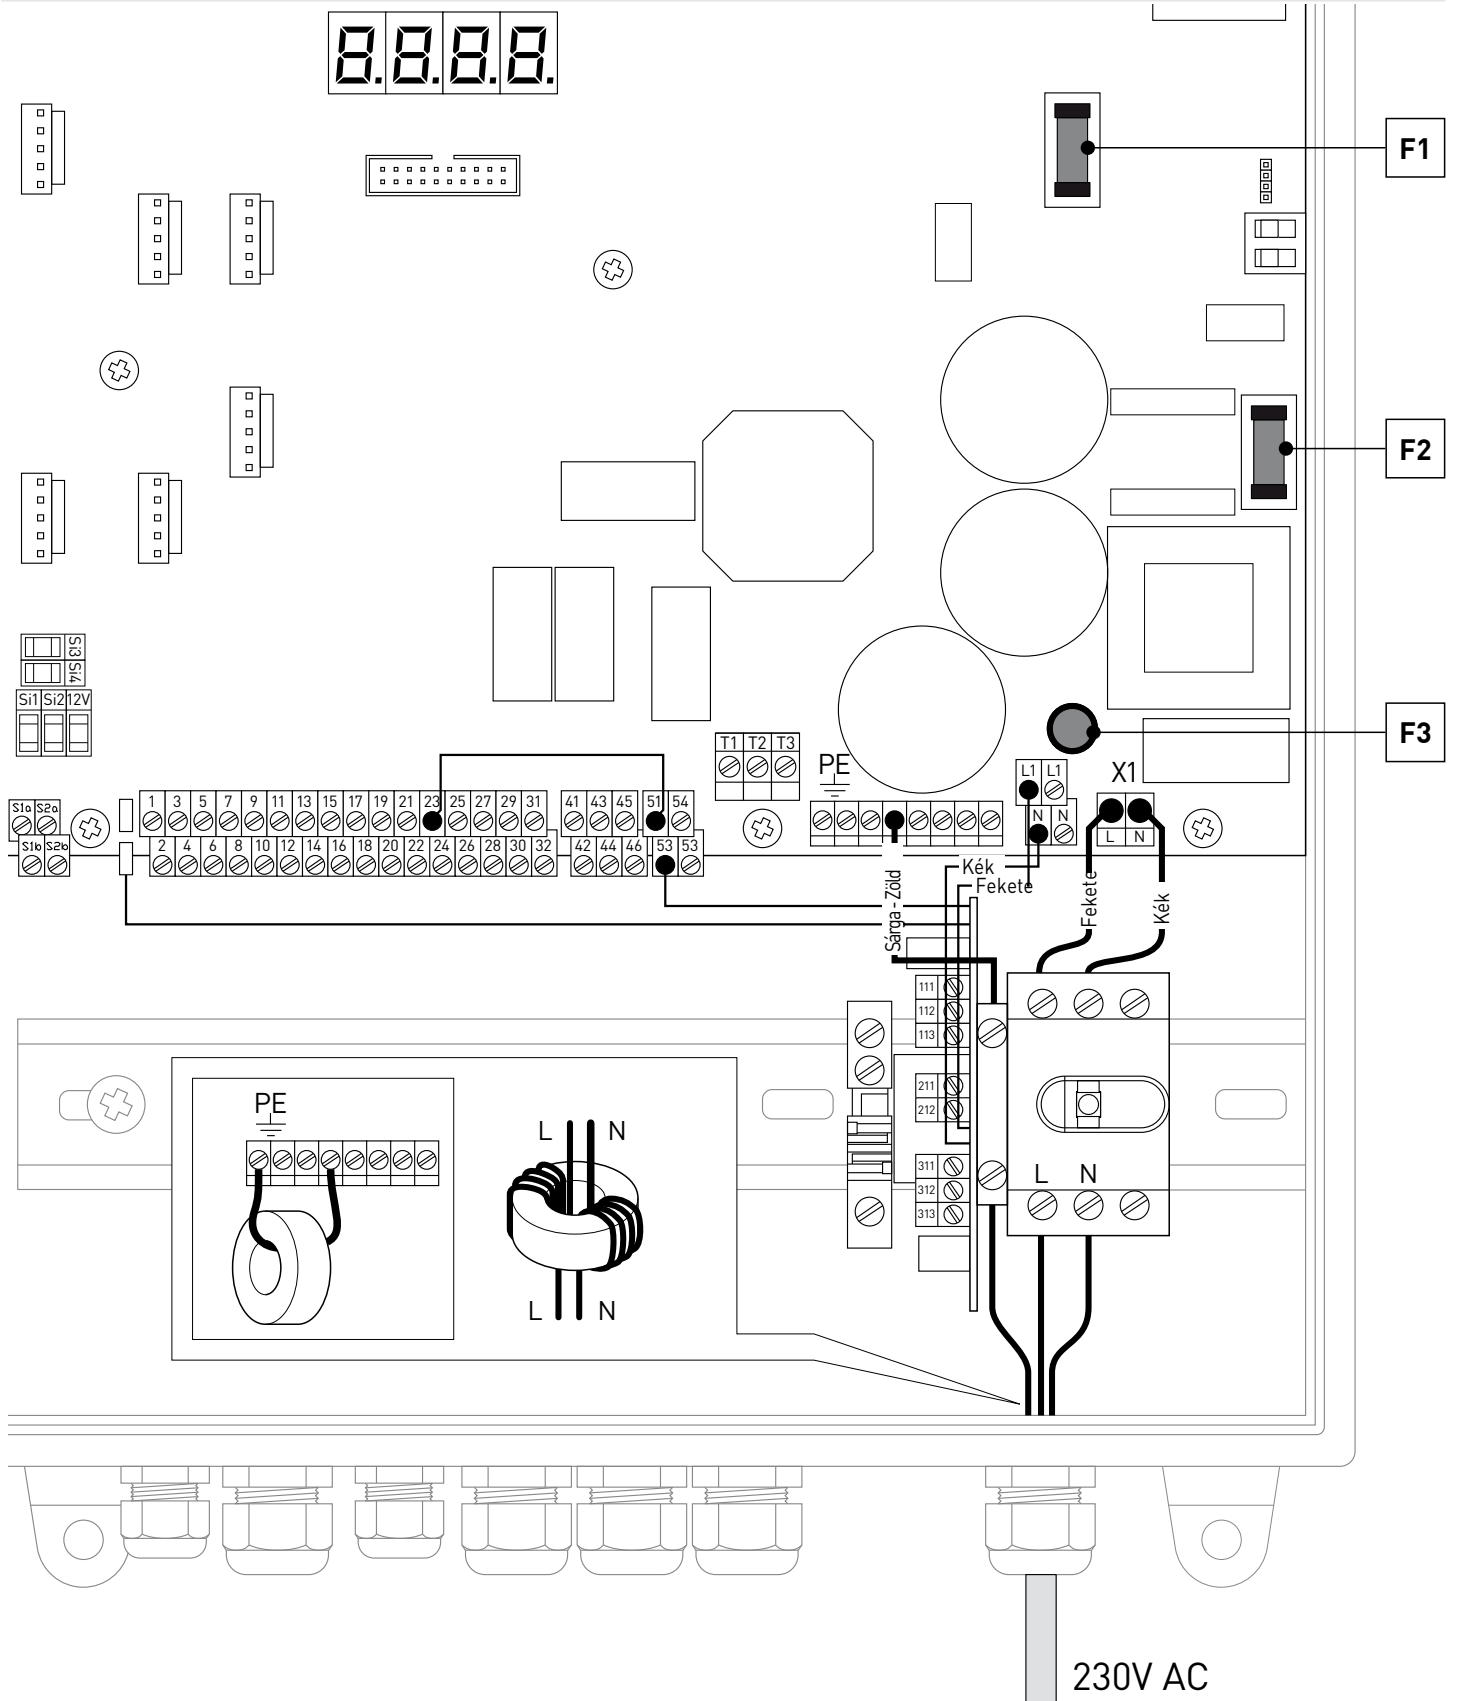 8.8.8.8.
F1
F2
Si3
Si4
Si1 Si2 12V
F3
T1 T2 T3
PE
L1 L1
X1
S1a S2a
1 3 5 7 9 11 13 15 17 19 21 23 25 27 29 31
41 43 45
51 54
N N
L N
S1b S2b
2 4 6 8 10 12 14 16 18 20 22 24 26 28 30 32
42 44 46
53 53
Kék
Fekete
Sárga - Zöld
Fekete
Kék
111
112
113
211
212
311
312
313
PE
L N
L N
L N
230V AC